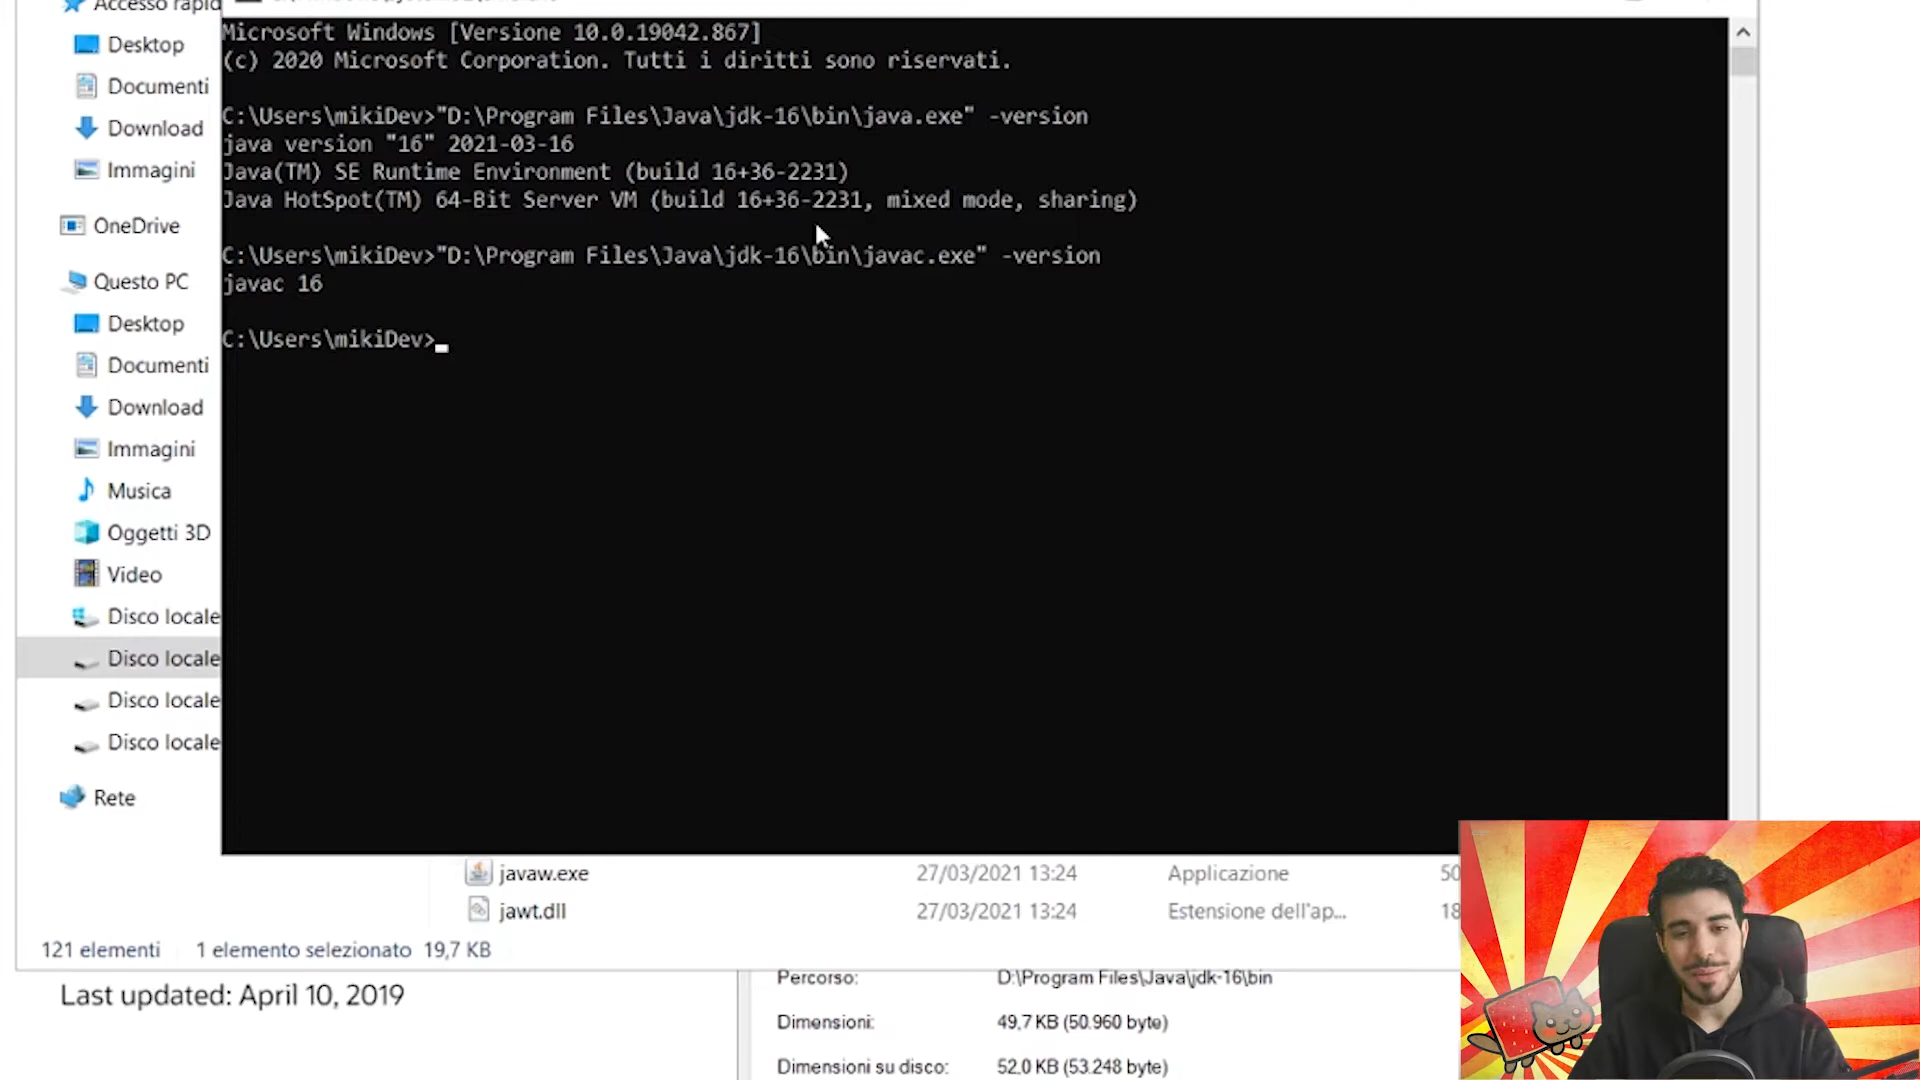 Accesso rapid
Desktop
Documenti
Download
Immagini
OneDrive
Questo PC
Desktop
Documenti
Download
Immagini
Musica
Oggetti 3D
Video
Disco locale
Disco locale
Disco locale
Disco locale
Rete
Microsoft Windows [Versione 10.0.19042.867]
(c) 2020 Microsoft Corporation. Tutti i diritti sono riservati.
C:\Users\mikiDev>"D:\Program Files\Java\jdk-16\bin\java.exe" -version
java version "16" 2021-03-16
Java(TM) SE Runtime Environment (build 16+36-2231)
Java HotSpot(TM) 64-Bit Server VM (build 16+36-2231, mixed mode, sharing)
C:\Users\mikiDev>"D:\Program Files\Java\jdk-16\bin\javac.exe" -version
javac 16
C:\Users\mikiDev>
javaw.exe 27/03/2021 13:24 Applicazione 50
jawt.dll 27/03/2021 13:24 Estensione dell'ap... 18
121 elementi 1 elemento selezionato 19,7 KB
Last updated: April 10, 2019
Percorso: D:\Program Files\Java\jdk-16\bin
Dimensioni: 49,7 KB (50.960 byte)
Dimensioni su disco: 52,0 KB (53.248 byte)